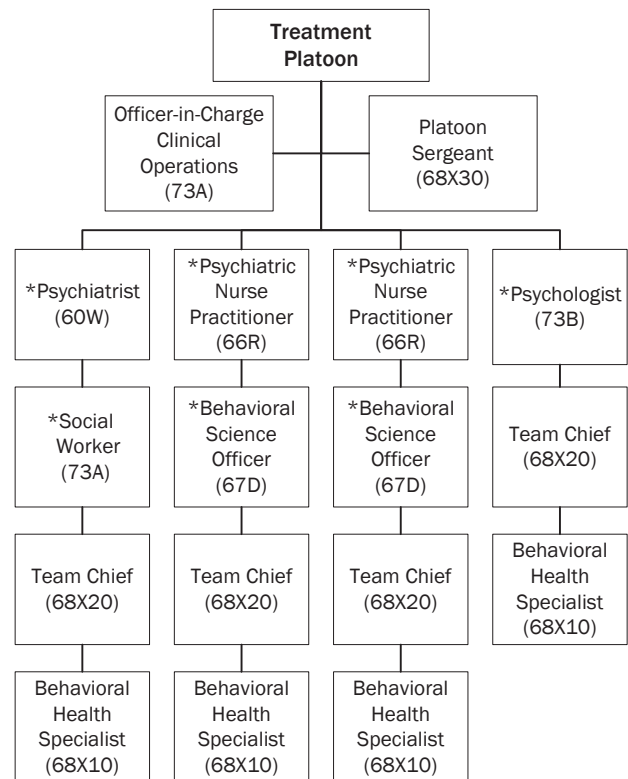 Treatment
Platoon
Officer-in-Charge
Clinical
Operations
(73A)
Platoon
Sergeant
(68X30)
*Psychiatrist
(60W)
*Psychiatric
Nurse
Practitioner
(66R)
*Psychiatric
Nurse
Practitioner
(66R)
*Psychologist
(73B)
*Social
Worker
(73A)
*Behavioral
Science
Officer
(67D)
*Behavioral
Science
Officer
(67D)
Team Chief
(68X20)
Team Chief
(68X20)
Team Chief
(68X20)
Team Chief
(68X20)
Behavioral
Health
Specialist
(68X10)
Behavioral
Health
Specialist
(68X10)
Behavioral
Health
Specialist
(68X10)
Behavioral
Health
Specialist
(68X10)